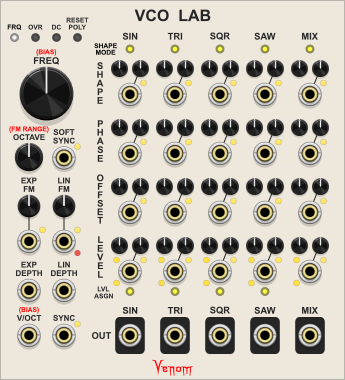 VCO LAB
FRQ OVR DC RESET POLY
SIN TRI SQR SAW MIX
SHAPE MODE
(BIAS)
FREQ
SHAPE
(FM RANGE)
OCTAVE
SOFT SYNC
PHASE
EXP FM
LIN FM
OFFSET
LEVEL
EXP DEPTH
LIN DEPTH
LVL ASGN
(BIAS)
V/OCT SYNC
SIN TRI SQR SAW MIX
OUT
Venom